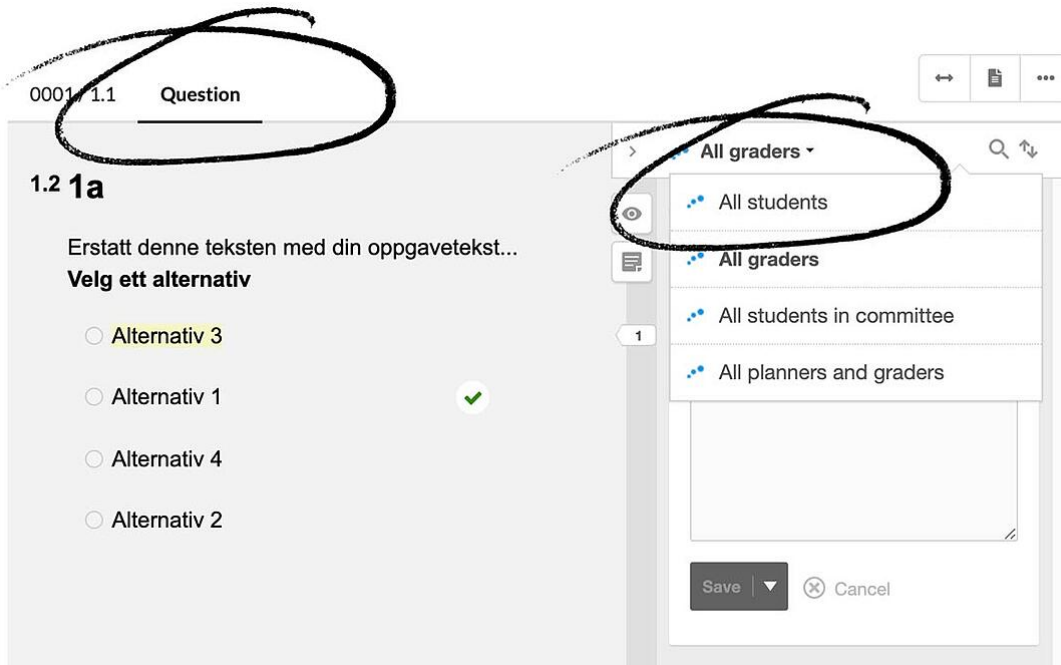 0001 / 1.1 Question
All graders
1.2 1a
All students
Erstatt denne teksten med din oppgavetekst...
Velg ett alternativ
All graders
Alternativ 3
All students in committee
1
All planners and graders
Alternativ 1
Alternativ 4
Alternativ 2
Save
Cancel